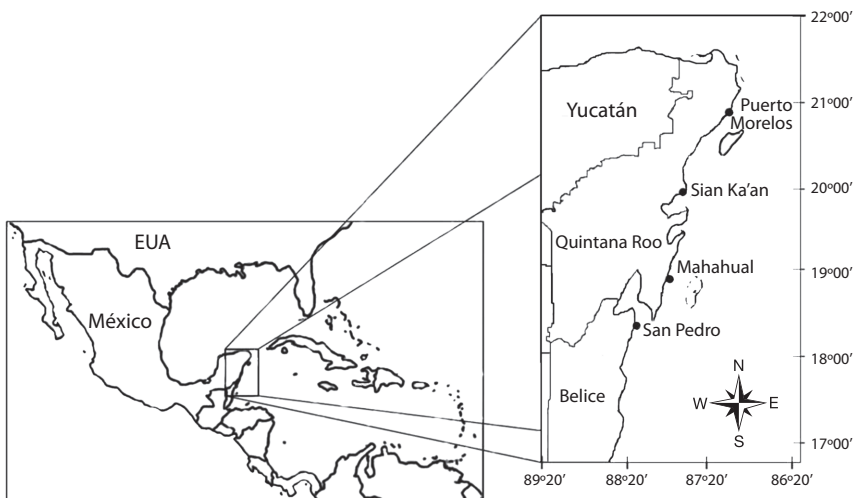 EUA
México
Yucatán
Puerto
Morelos
Sian Ka'an
Quintana Roo
Mahahual
San Pedro
Belice
N
W E
S
22º00'
21º00'
20º00'
19º00'
18º00'
17º00'
89º20' 88º20' 87º20' 86º20'